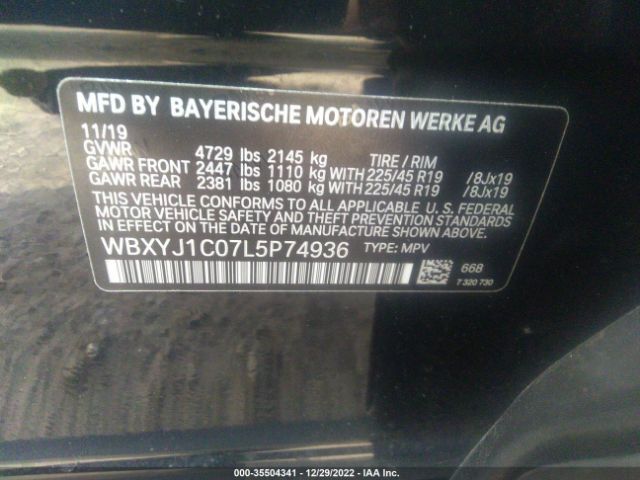 MFD BY BAYERISCHE MOTOREN WERKE AG
11/19
GVWR 4729 lbs 2145 kg TIRE / RIM
GAWR FRONT 2447 lbs 1110 kg WITH 225/45 R19 /8Jx19
GAWR REAR 2381 lbs 1080 kg WITH 225/45 R19 /8Jx19
THIS VEHICLE CONFORMS TO ALL APPLICABLE U.S. FEDERAL
MOTOR VEHICLE SAFETY AND THEFT PREVENTION STANDARDS
IN EFFECT ON THE DATE OF MANUFACTURE SHOWN ABOVE.
WBXYJ1C07L5P74936 TYPE: MPV
668
7 320 730
000-35504341 - 12/29/2022 - IAA Inc.